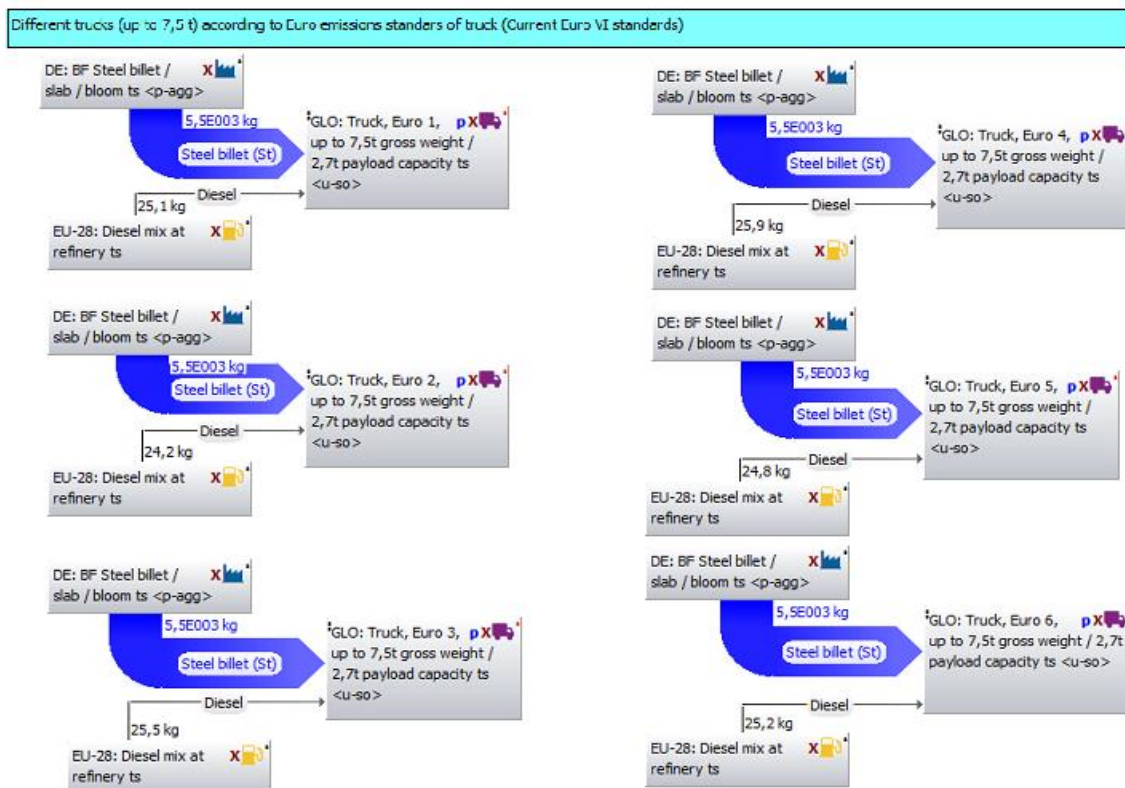 Different trucks (up to 7,5 t) according to Euro emissions standers of truck (Current Euro VI standards)
DE: BF Steel billet / X
slab / bloom ts <p-agg>
5,5E003 kg
Steel billet (St)
GLO: Truck, Euro 1, p X
up to 7,5t gross weight /
2,7t payload capacity ts
<u-so>
Diesel
25,1 kg
EU-28: Diesel mix at X
refinery ts
DE: BF Steel billet / X
slab / bloom ts <p-agg>
5,5E003 kg
Steel billet (St)
GLO: Truck, Euro 2, p X
up to 7,5t gross weight /
2,7t payload capacity ts
<u-so>
Diesel
24,2 kg
EU-28: Diesel mix at X
refinery ts
DE: BF Steel billet / X
slab / bloom ts <p-agg>
5,5E003 kg
Steel billet (St)
GLO: Truck, Euro 3, p X
up to 7,5t gross weight /
2,7t payload capacity ts
<u-so>
Diesel
25,5 kg
EU-28: Diesel mix at X
refinery ts
DE: BF Steel billet / X
slab / bloom ts <p-agg>
5,5E003 kg
Steel billet (St)
GLO: Truck, Euro 4, p X
up to 7,5t gross weight /
2,7t payload capacity ts
<u-so>
Diesel
25,9 kg
EU-28: Diesel mix at X
refinery ts
DE: BF Steel billet / X
slab / bloom ts <p-agg>
5,5E003 kg
Steel billet (St)
GLO: Truck, Euro 5, p X
up to 7,5t gross weight /
2,7t payload capacity ts
<u-so>
Diesel
24,8 kg
EU-28: Diesel mix at X
refinery ts
DE: BF Steel billet / X
slab / bloom ts <p-agg>
5,5E003 kg
Steel billet (St)
GLO: Truck, Euro 6, p X
up to 7,5t gross weight / 2,7t
payload capacity ts <u-so>
Diesel
25,2 kg
EU-28: Diesel mix at X
refinery ts